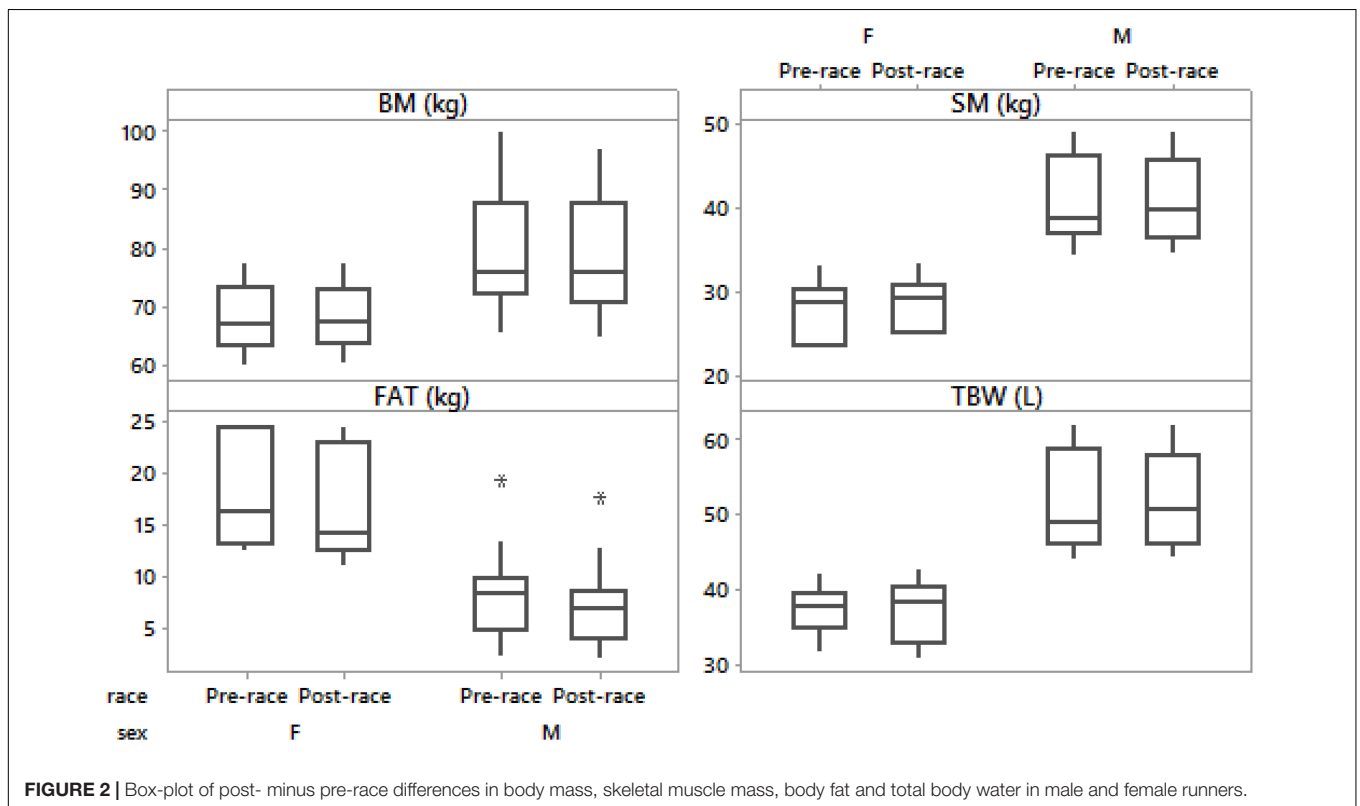 F M
Pre-race Post-race Pre-race Post-race
BM (kg) SM (kg)
100
90
80
70
60
50
40
30
20
FAT (kg) TBW (L)
25
20
15
10
5
60
50
40
30
race Pre-race Post-race Pre-race Post-race
sex F M
FIGURE 2 | Box-plot of post- minus pre-race differences in body mass, skeletal muscle mass, body fat and total body water in male and female runners.